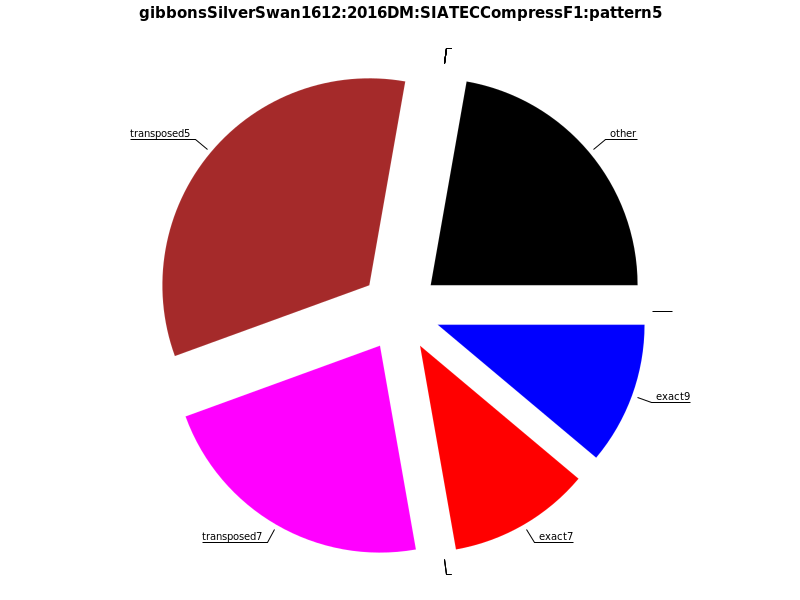 gibbonsSilverSwan1612:2016DM:SIATECCompressF1:pattern5
transposed5
other
exact9
transposed7
exact7